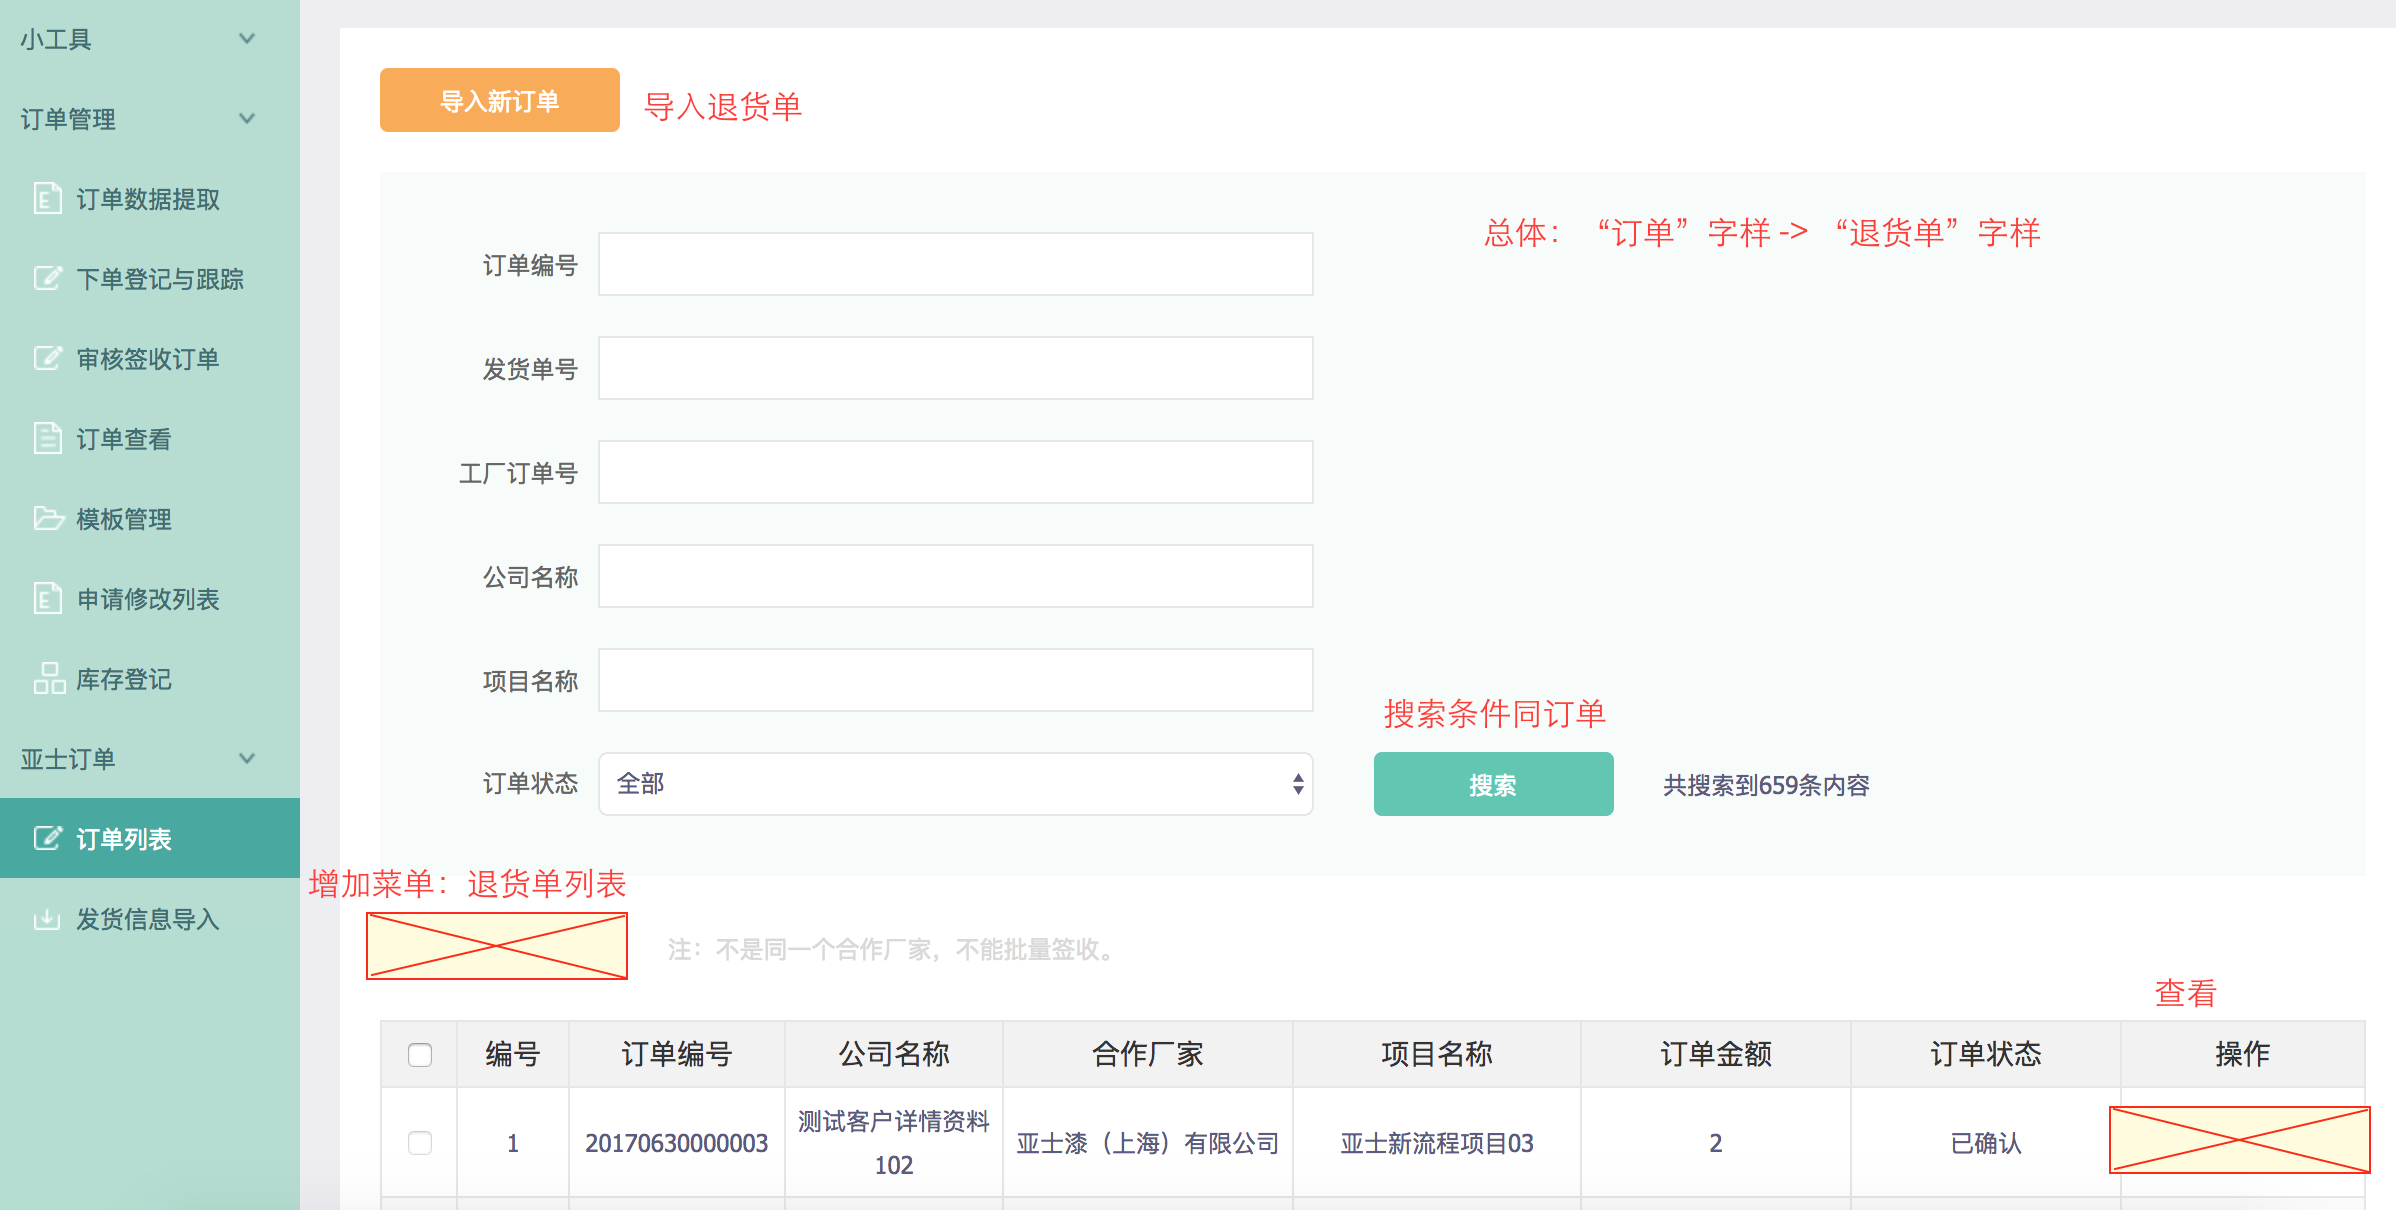 小工具
订单管理
订单数据提取
下单登记与跟踪
审核签收订单
订单查看
模板管理
申请修改列表
库存登记
亚士订单
订单列表
发货信息导入
导入新订单
导入退货单
总体：“订单”字样 -> “退货单”字样
订单编号
发货单号
工厂订单号
公司名称
项目名称
搜索条件同订单
订单状态 全部 搜索 共搜索到659条内容
增加菜单：退货单列表
注：不是同一个合作厂家，不能批量签收。
查看
编号 订单编号 公司名称 合作厂家 项目名称 订单金额 订单状态 操作
1 20170630000003 测试客户详情资料102 亚士漆（上海）有限公司 亚士新流程项目03 2 已确认